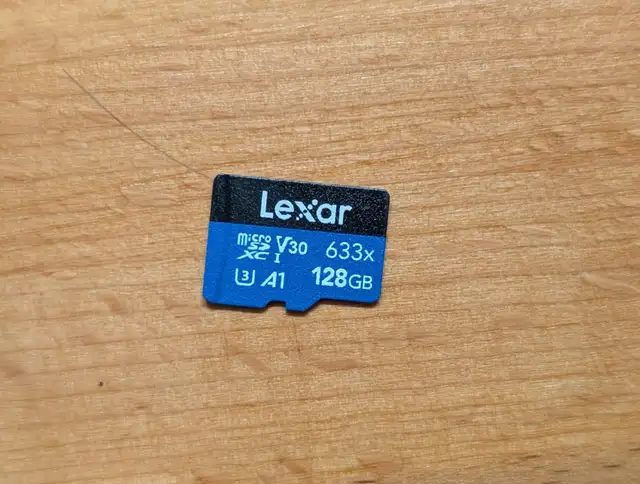 Lexar
micro SD XC I V30 633x
U3 A1 128GB